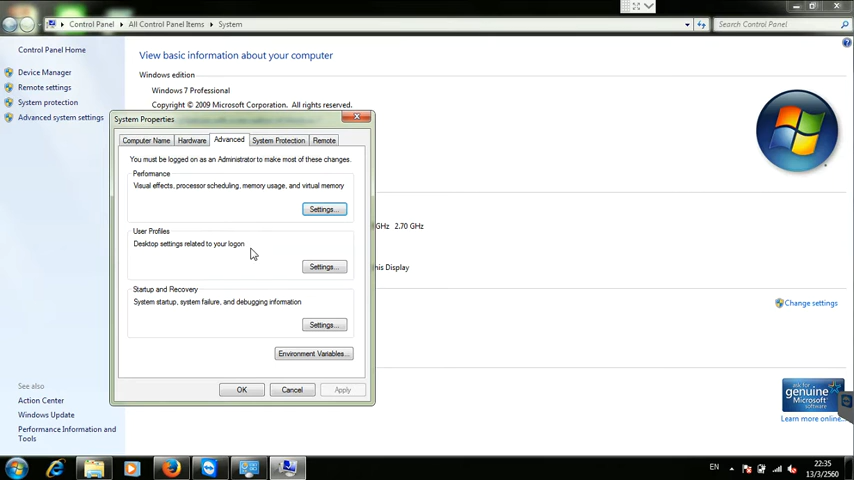 Control Panel
All Control Panel Items
System
Search Control Panel
Control Panel Home
Device Manager
Remote settings
System protection
Advanced system settings
View basic information about your computer
Windows edition
Windows 7 Professional
Copyright © 2009 Microsoft Corporation. All rights reserved.
System Properties
Computer Name
Hardware
Advanced
System Protection
Remote
You must be logged on as an Administrator to make most of these changes.
Performance
Visual effects, processor scheduling, memory usage, and virtual memory
Settings...
User Profiles
Desktop settings related to your logon
Settings...
Startup and Recovery
System startup, system failure, and debugging information
Settings...
Environment Variables...
OK
Cancel
Apply
GHz 2.70 GHz
his Display
Change settings
See also
Action Center
Windows Update
Performance Information and
Tools
ask for
genuine
Microsoft
software
Learn more online...
EN
22:35
13/3/2560